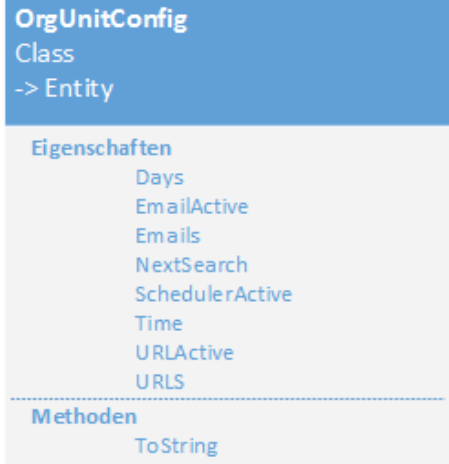 OrgUnitConfig
Class
-> Entity
Eigenschaften
Days
EmailActive
Emails
NextSearch
SchedulerActive
Time
URLActive
URLS
Methoden
ToString